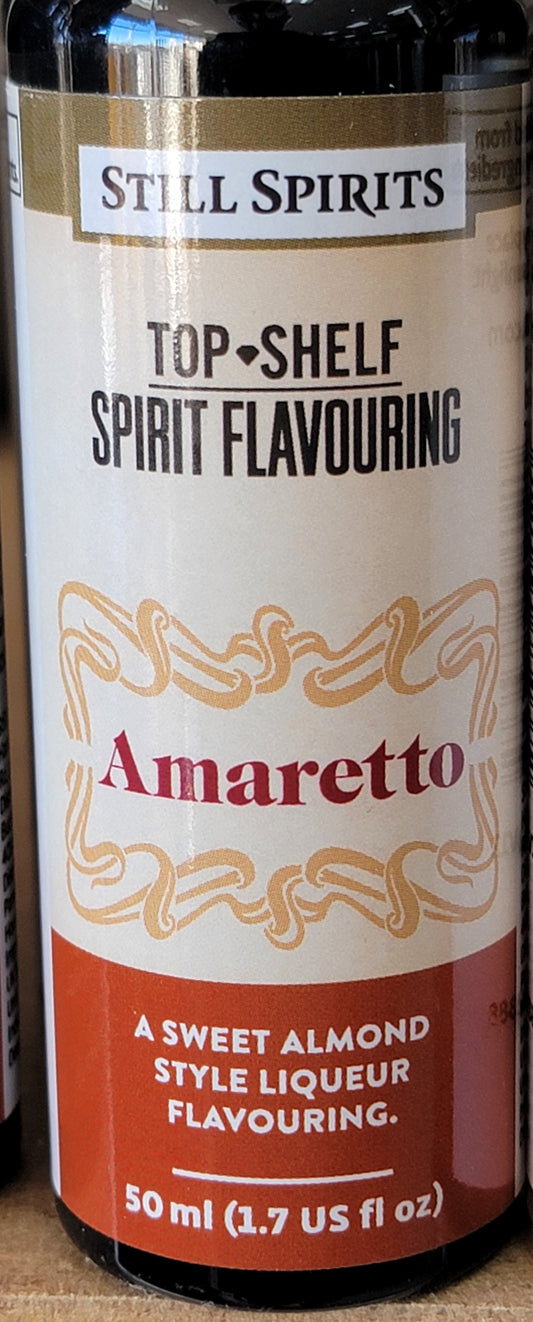 STILL SPIRITS
TOP◆SHELF
SPIRIT FLAVOURING
Amaretto
A SWEET ALMOND
STYLE LIQUEUR
FLAVOURING.
50 ml (1.7 US fl oz)